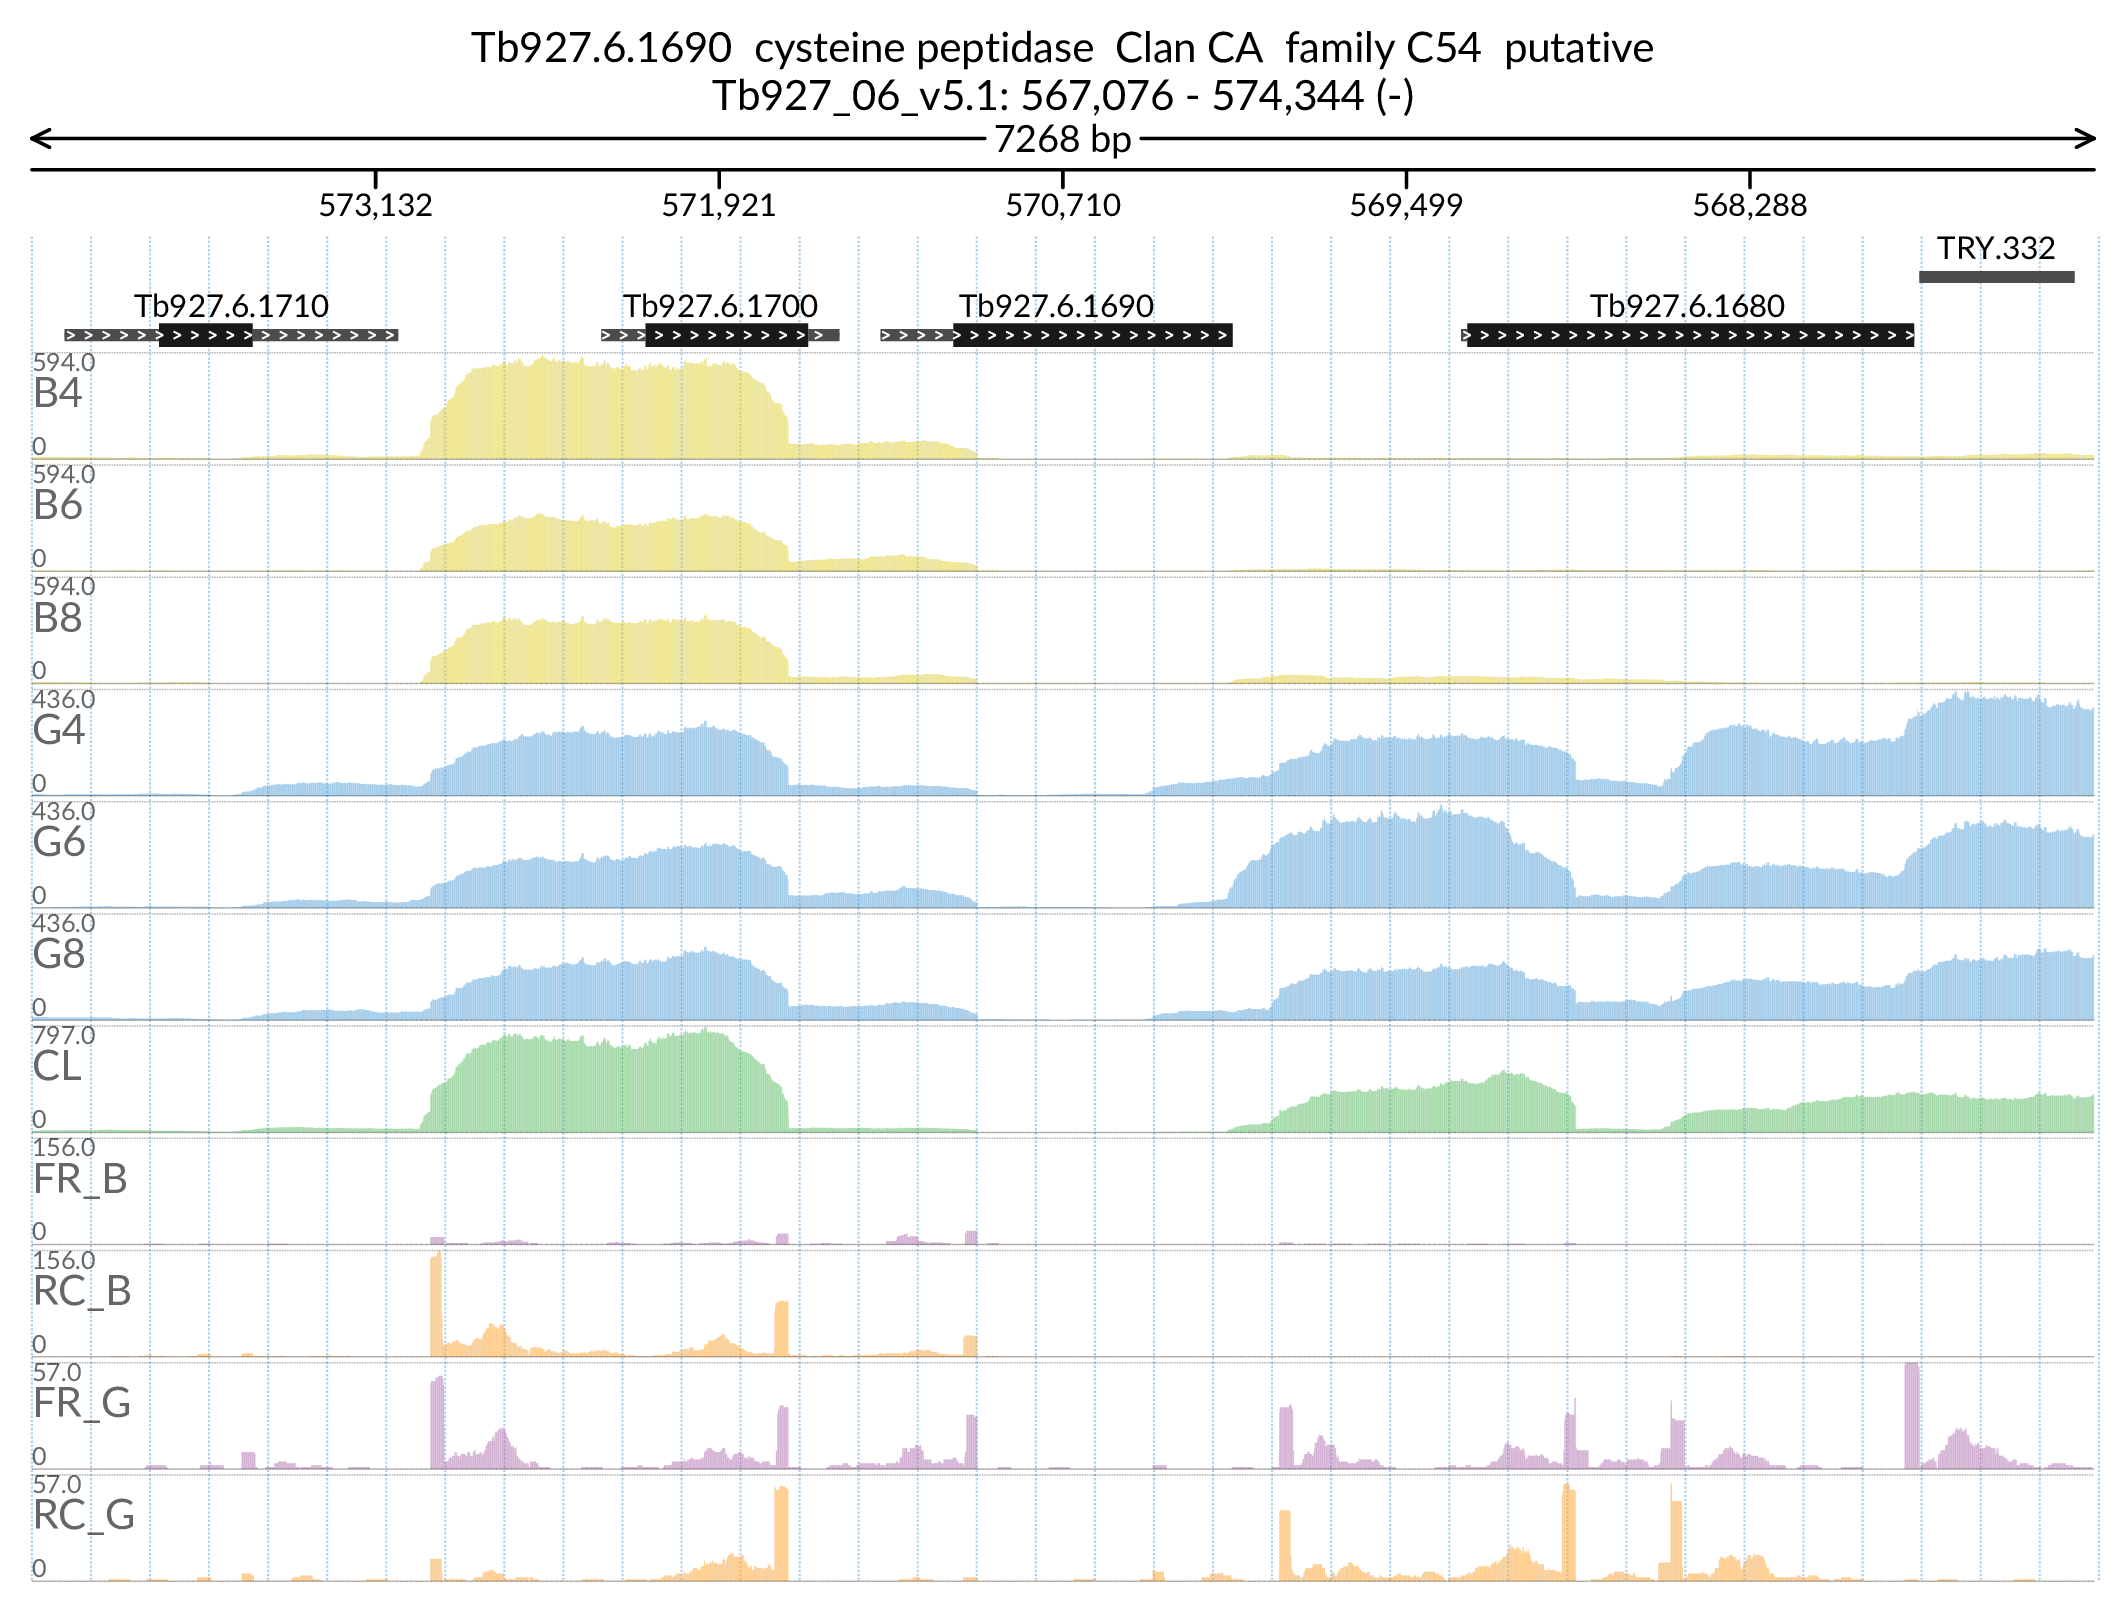 Tb927.6.1690  cysteine peptidase  Clan CA  family C54  putative
Tb927_06_v5.1: 567,076 - 574,344 (-)
7268 bp
573,132 571,921 570,710 569,499 568,288
TRY.332
Tb927.6.1710 Tb927.6.1700 Tb927.6.1690 Tb927.6.1680
594.0
B4
0
594.0
B6
0
594.0
B8
0
436.0
G4
0
436.0
G6
0
436.0
G8
0
797.0
CL
0
156.0
FR_B
0
156.0
RC_B
0
57.0
FR_G
0
57.0
RC_G
0